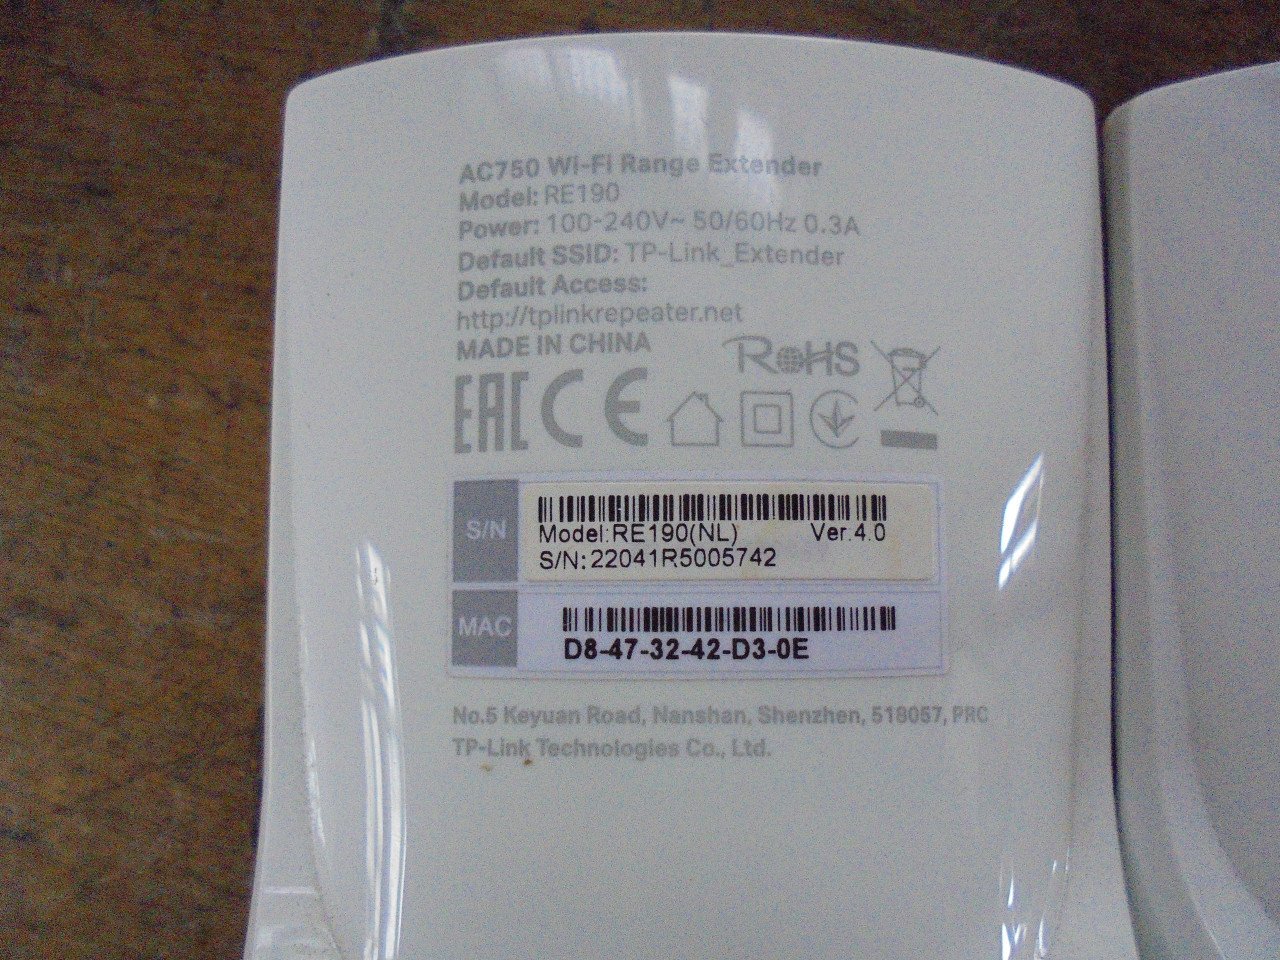 AC750 Wi-Fi Range Extender
Model: RE190
Power: 100-240V~ 50/60Hz 0.3A
Default SSID: TP-Link_Extender
Default Access:
http://tplinkrepeater.net
MADE IN CHINA
RoHS
EAC CE
S/N
Model:RE190(NL) Ver:4.0
S/N:22041R5005742
MAC
D8-47-32-42-D3-0E
No.5 Keyuan Road, Nanshan, Shenzhen, 518057, PRC
TP-Link Technologies Co., Ltd.